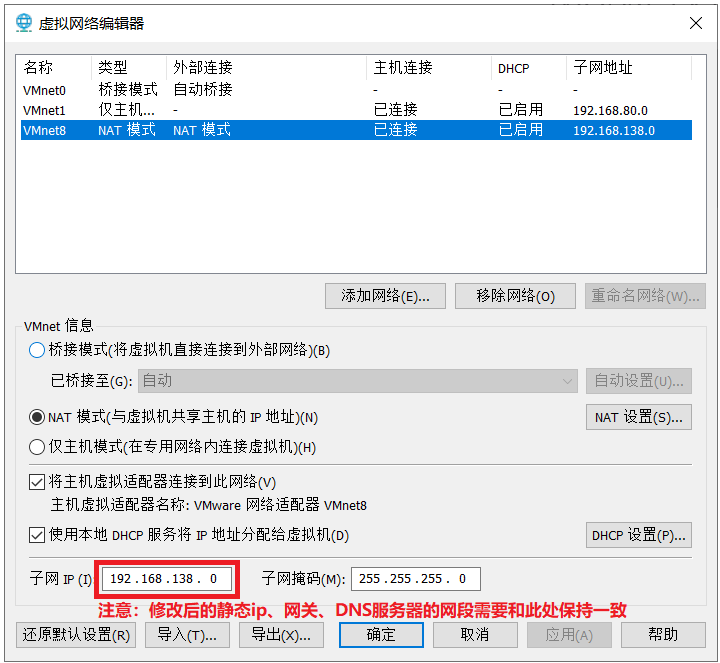 虚拟网络编辑器
名称 类型 外部连接 主机连接 DHCP 子网地址
VMnet0 桥接模式 自动桥接 - - -
VMnet1 仅主机... - 已连接 已启用 192.168.80.0
VMnet8 NAT 模式 NAT 模式 已连接 已启用 192.168.138.0
添加网络(E)... 移除网络(O) 重命名网络(W)...
VMnet 信息
桥接模式(将虚拟机直接连接到外部网络)(B)
已桥接至(G): 自动 自动设置(U)...
NAT 模式(与虚拟机共享主机的 IP 地址)(N) NAT 设置(S)...
仅主机模式(在专用网络内连接虚拟机)(H)
将主机虚拟适配器连接到此网络(V)
主机虚拟适配器名称: VMware 网络适配器 VMnet8
使用本地 DHCP 服务将 IP 地址分配给虚拟机(D) DHCP 设置(P)...
子网 IP (I): 192.168.138. 0 子网掩码(M): 255.255.255. 0
注意：修改后的静态ip、网关、DNS服务器的网段需要和此处保持一致
还原默认设置(R) 导入(T)... 导出(X)... 确定 取消 应用(A) 帮助